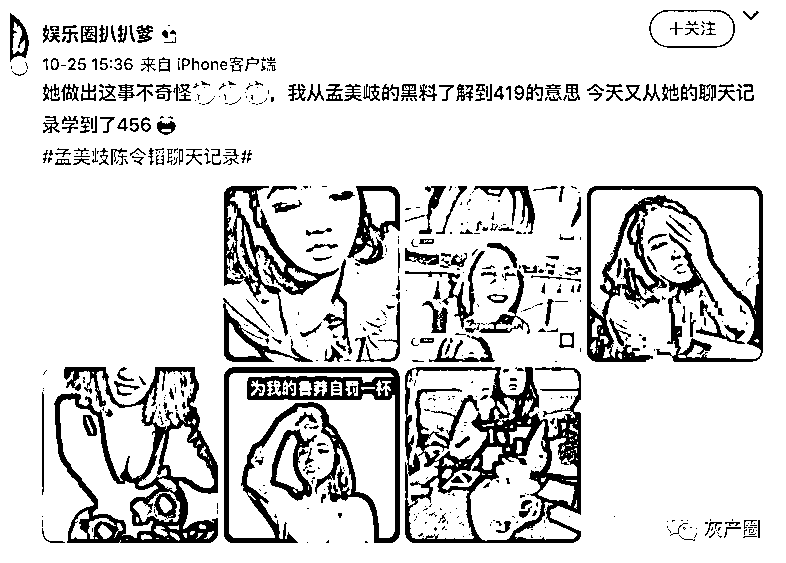 娱乐圈扒扒爹
十关注
10-25 15:36 来自 iPhone客户端
她做出这事不奇怪，我从孟美岐的黑料了解到419的意思 今天又从她的聊天记
录学到了456
#孟美岐陈令韬聊天记录#
为我的鲁莽自罚一杯
灰产圈